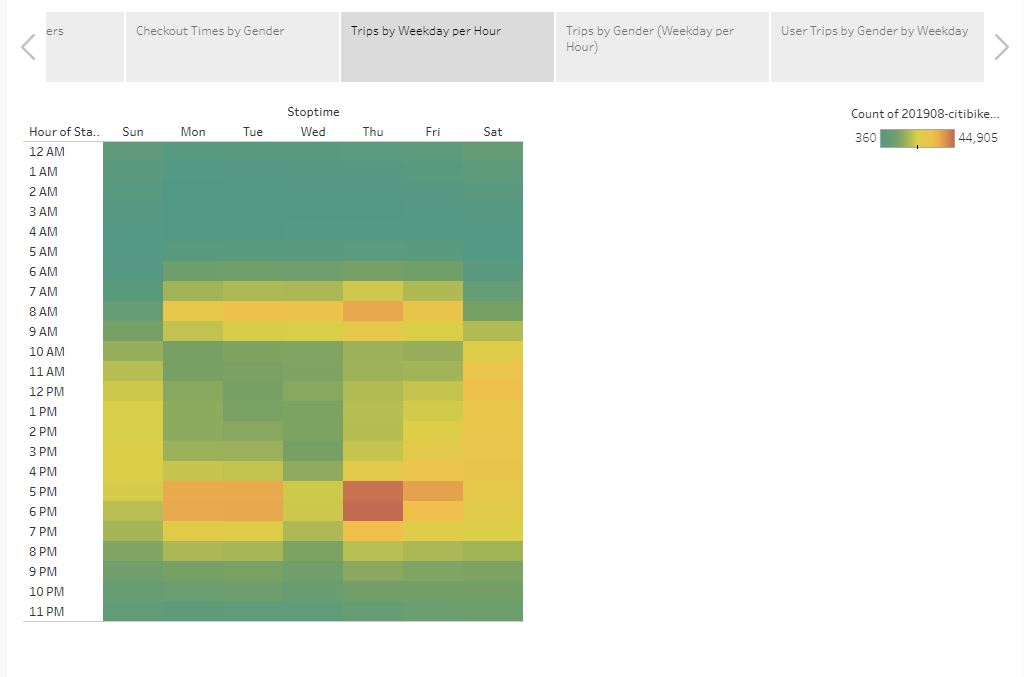 ers
Checkout Times by Gender
Trips by Weekday per Hour
Trips by Gender (Weekday per
Hour)
User Trips by Gender by Weekday
Stoptime
Hour of Sta.. Sun Mon Tue Wed Thu Fri Sat
12 AM
1 AM
2 AM
3 AM
4 AM
5 AM
6 AM
7 AM
8 AM
9 AM
10 AM
11 AM
12 PM
1 PM
2 PM
3 PM
4 PM
5 PM
6 PM
7 PM
8 PM
9 PM
10 PM
11 PM
Count of 201908-citibike...
360 44,905